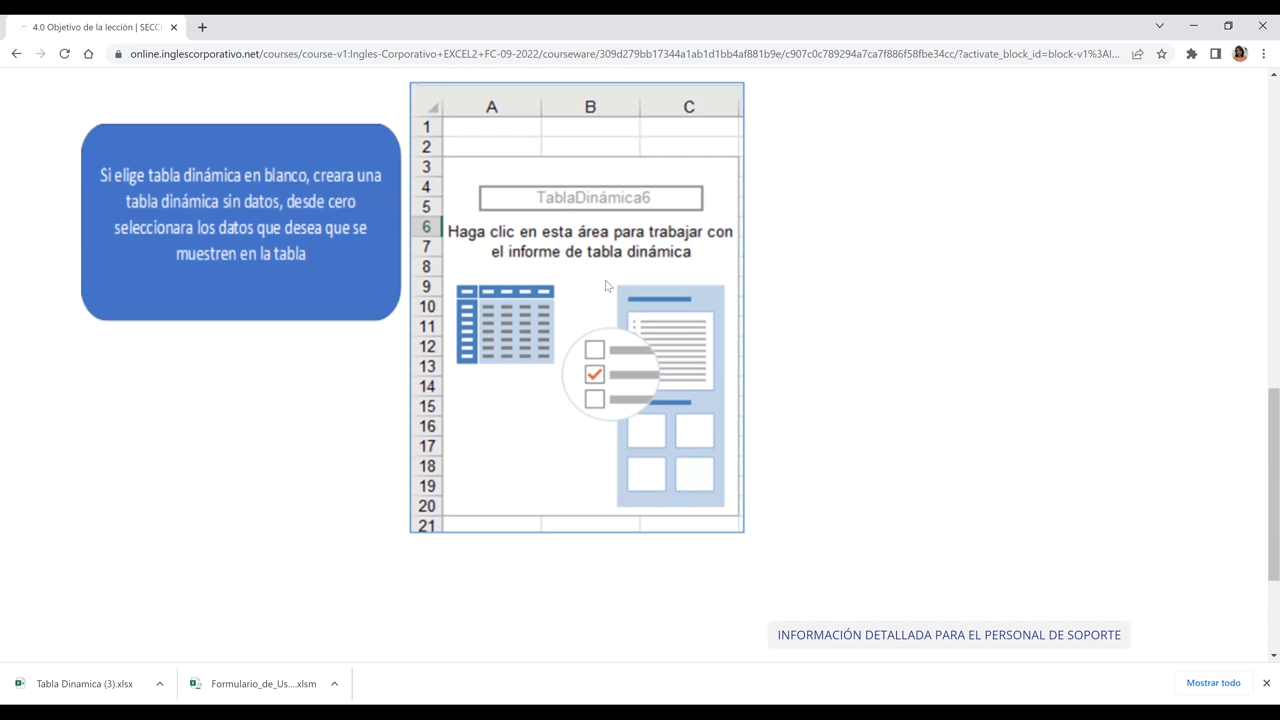 4.0 Objetivo de la lección | SECCI
online.inglescorporativo.net/courses/course-v1:Ingles-Corporativo+EXCEL2+FC-09-2022/courseware/309d279bb17344a1ab1d1bb4af881b9e/c907c0c789294a7ca7f886f58fbe34cc/?activate_block_id=block-v1%3AI...
Si elige tabla dinámica en blanco, creara una
tabla dinámica sin datos, desde cero
seleccionara los datos que desea que se
muestren en la tabla
A B C
1
2
3
4
TablaDinámica6
5
6
Haga clic en esta área para trabajar con
7
el informe de tabla dinámica
8
9
10
11
12
13
14
15
16
17
18
19
20
21
INFORMACIÓN DETALLADA PARA EL PERSONAL DE SOPORTE
Tabla Dinamica (3).xlsx
Formulario_de_Us....xlsm
Mostrar todo